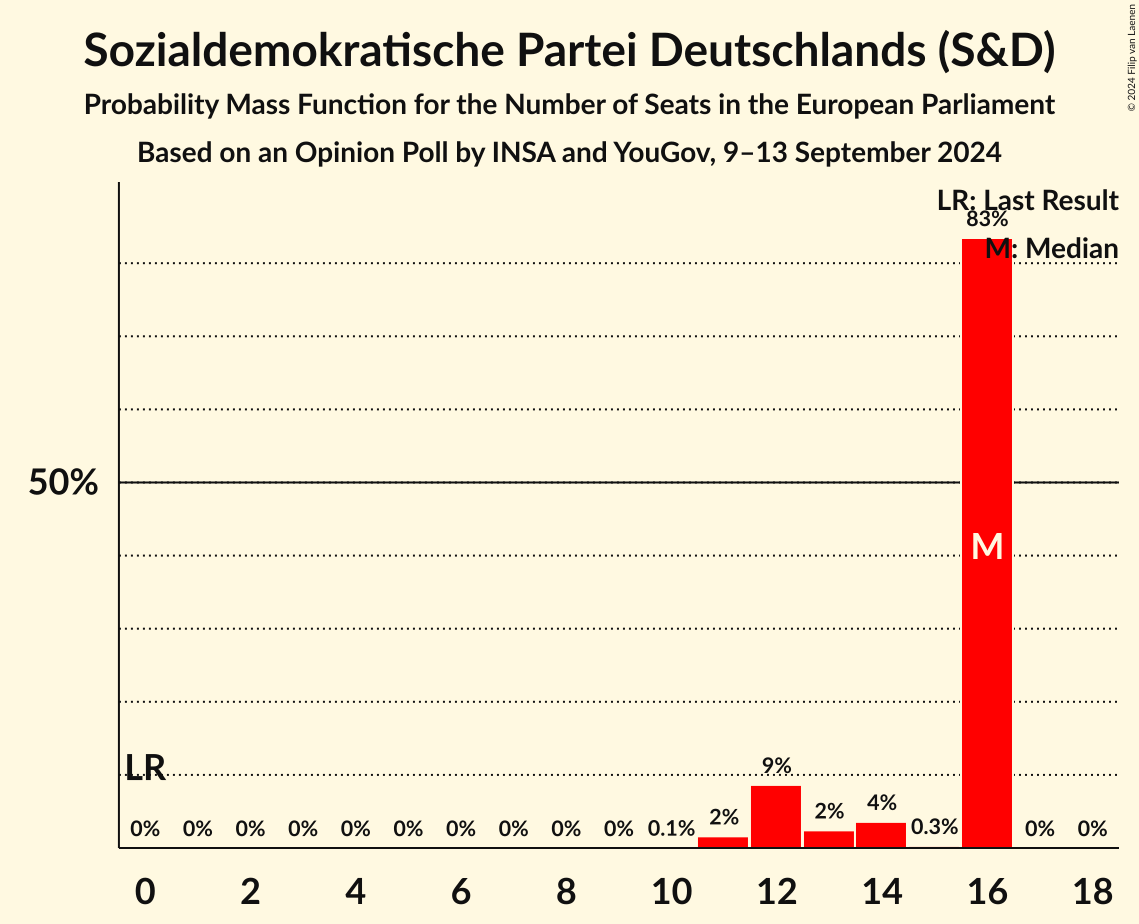 Sozialdemokratische Partei Deutschlands (S&D)
Probability Mass Function for the Number of Seats in the European Parliament
Based on an Opinion Poll by INSA and YouGov, 9–13 September 2024
© 2024 Filip van Laenen
LR: Last Result
83%
M: Median
50%
M
LR
9%
4%
2%
2%
0% 0% 0% 0% 0% 0% 0% 0% 0% 0% 0.1% 0.3% 0% 0%
0 2 4 6 8 10 12 14 16 18